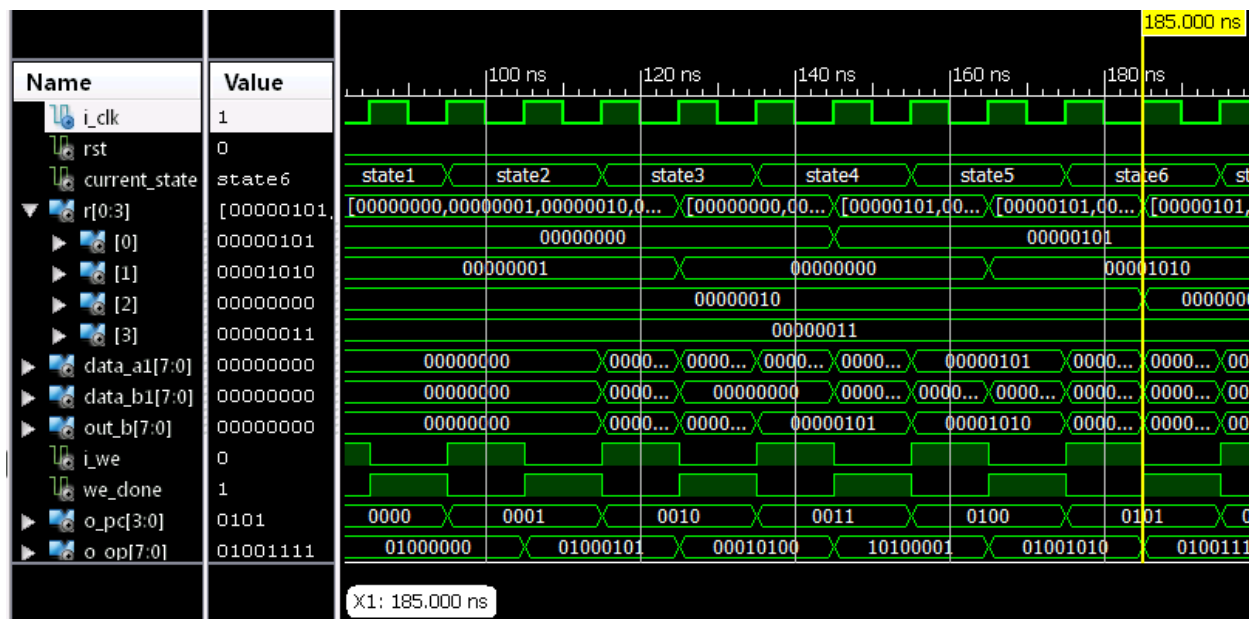 185.000 ns
Name Value 100 ns 120 ns 140 ns 160 ns 180 ns
i_clk 1
rst 0
current_state state6 state1 state2 state3 state4 state5 state6 st
r[0:3] [00000101, [00000000,00000001,00000010,0... [00000000,00... [00000101,00... [00000101,00... [00000101,
[0] 00000101 00000000 00000101
[1] 00001010 00000001 00000000 00001010
[2] 00000000 00000010 0000000
[3] 00000011 00000011
data_a1[7:0] 00000000 00000000 0000... 0000... 0000... 0000... 00000101 0000... 0000... 00
data_b1[7:0] 00000000 00000000 0000... 00000000 0000... 0000... 0000... 0000... 0000... 00
out_b[7:0] 00000000 00000000 0000... 0000... 00000101 00001010 0000... 0000... 00
i_we 0
we_done 1
o_pc[3:0] 0101 0000 0001 0010 0011 0100 0101
o_op[7:0] 01001111 01000000 01000101 00010100 10100001 01001010 0100111
X1: 185.000 ns